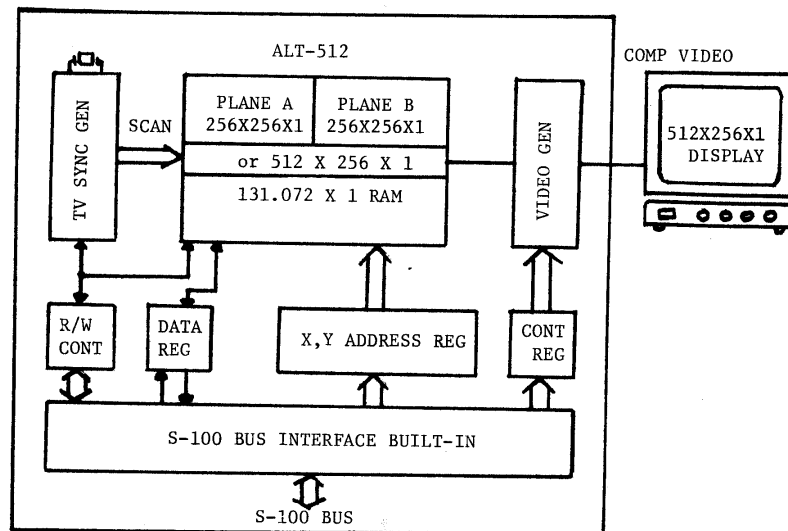 ALT-512
COMP VIDEO
TV SYNC GEN
SCAN
PLANE A
256X256X1
PLANE B
256X256X1
or 512 X 256 X 1
131.072 X 1 RAM
VIDEO GEN
512X256X1
DISPLAY
R/W
CONT
DATA
REG
X,Y ADDRESS REG
CONT
REG
S-100 BUS INTERFACE BUILT-IN
S-100 BUS